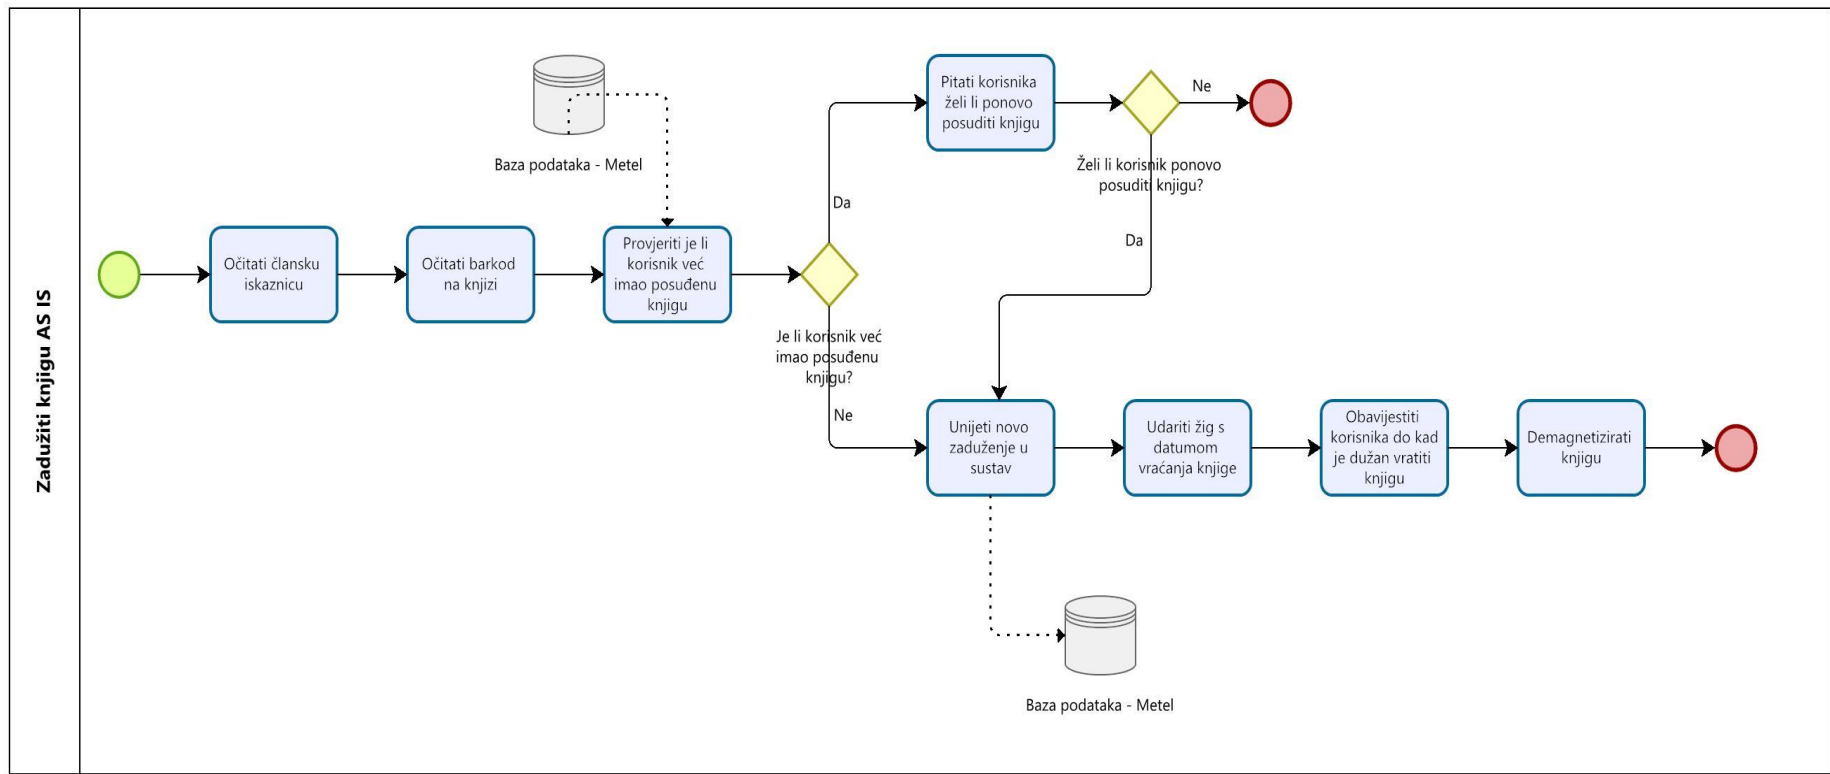 Zadužiti knjigu AS IS
Baza podataka - Metel
Očitati člansku
iskaznicu
Očitati barkod
na knjizi
Provjeriti je li
korisnik već
imao posuđenu
knjigu
Je li korisnik već
imao posuđenu
knjigu?
Da
Ne
Pitati korisnika
želi li ponovo
posuditi knjigu
Ne
Želi li korisnik ponovo
posuditi knjigu?
Da
Unijeti novo
zaduženje u
sustav
Udariti žig s
datumom
vraćanja knjige
Obavijestiti
korisnika do kad
je dužan vratiti
knjigu
Demagnetizirati
knjigu
Baza podataka - Metel